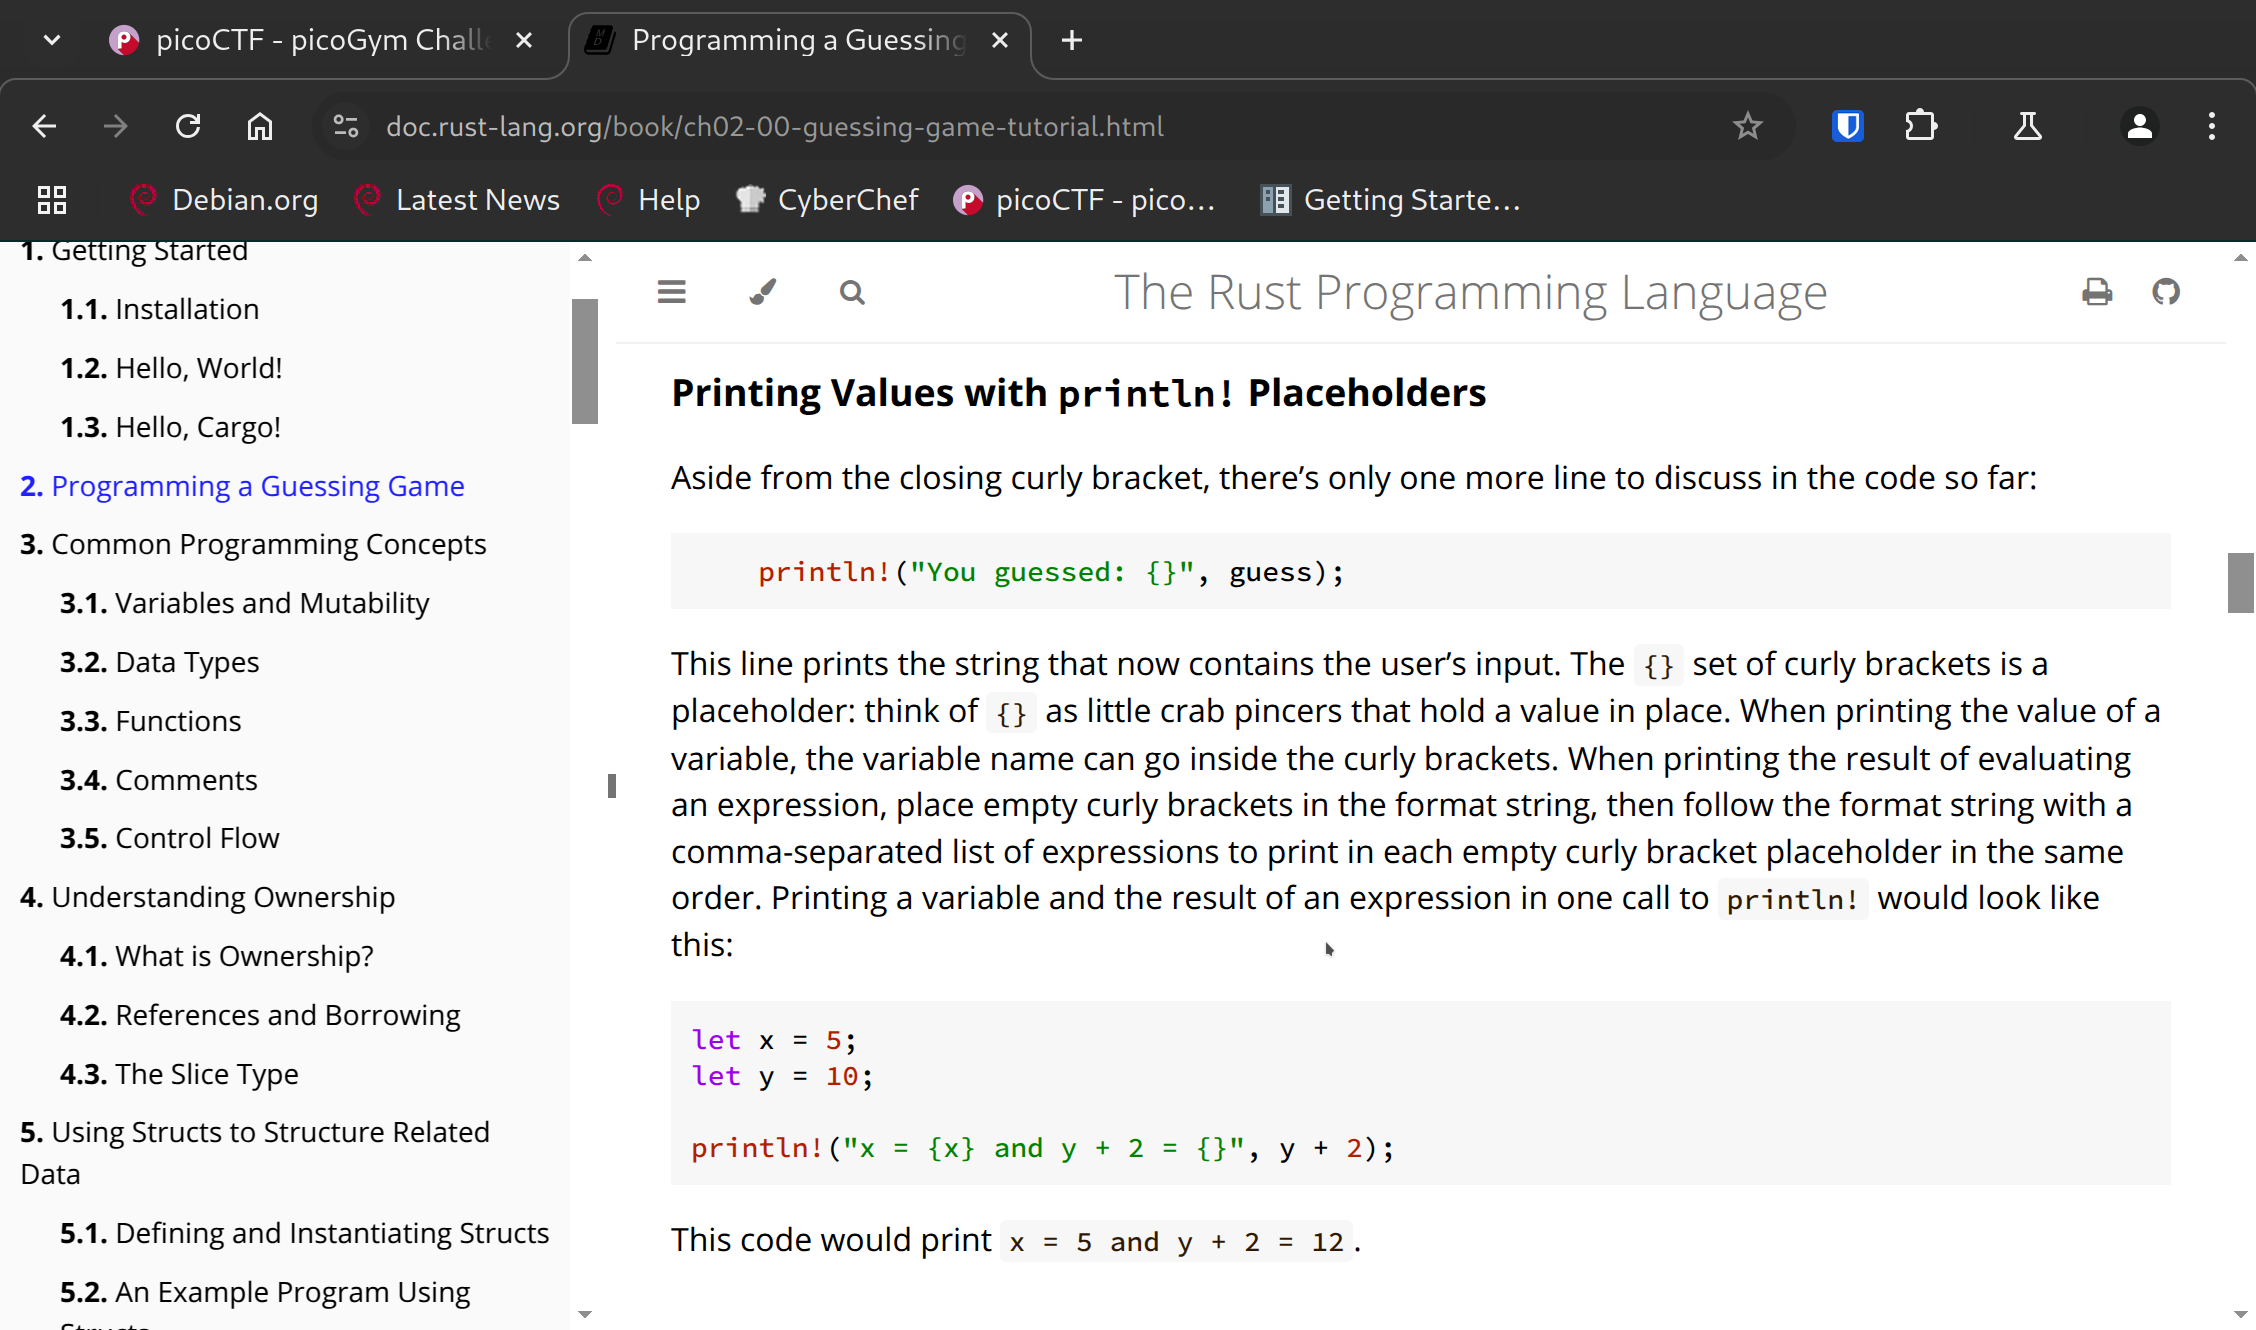 picoCTF - picoGym Chall
Programming a Guessing
doc.rust-lang.org/book/ch02-00-guessing-game-tutorial.html
Debian.org
Latest News
Help
CyberChef
picoCTF - pico...
Getting Starte...
1. Getting Started
1.1. Installation
1.2. Hello, World!
1.3. Hello, Cargo!
2. Programming a Guessing Game
3. Common Programming Concepts
3.1. Variables and Mutability
3.2. Data Types
3.3. Functions
3.4. Comments
3.5. Control Flow
4. Understanding Ownership
4.1. What is Ownership?
4.2. References and Borrowing
4.3. The Slice Type
5. Using Structs to Structure Related
Data
5.1. Defining and Instantiating Structs
5.2. An Example Program Using
Structs
The Rust Programming Language
Printing Values with println! Placeholders
Aside from the closing curly bracket, there’s only one more line to discuss in the code so far:
println!("You guessed: {}", guess);
This line prints the string that now contains the user’s input. The {} set of curly brackets is a
placeholder: think of {} as little crab pincers that hold a value in place. When printing the value of a
variable, the variable name can go inside the curly brackets. When printing the result of evaluating
an expression, place empty curly brackets in the format string, then follow the format string with a
comma-separated list of expressions to print in each empty curly bracket placeholder in the same
order. Printing a variable and the result of an expression in one call to println! would look like
this:
let x = 5;
let y = 10;
println!("x = {x} and y + 2 = {}", y + 2);
This code would print x = 5 and y + 2 = 12.